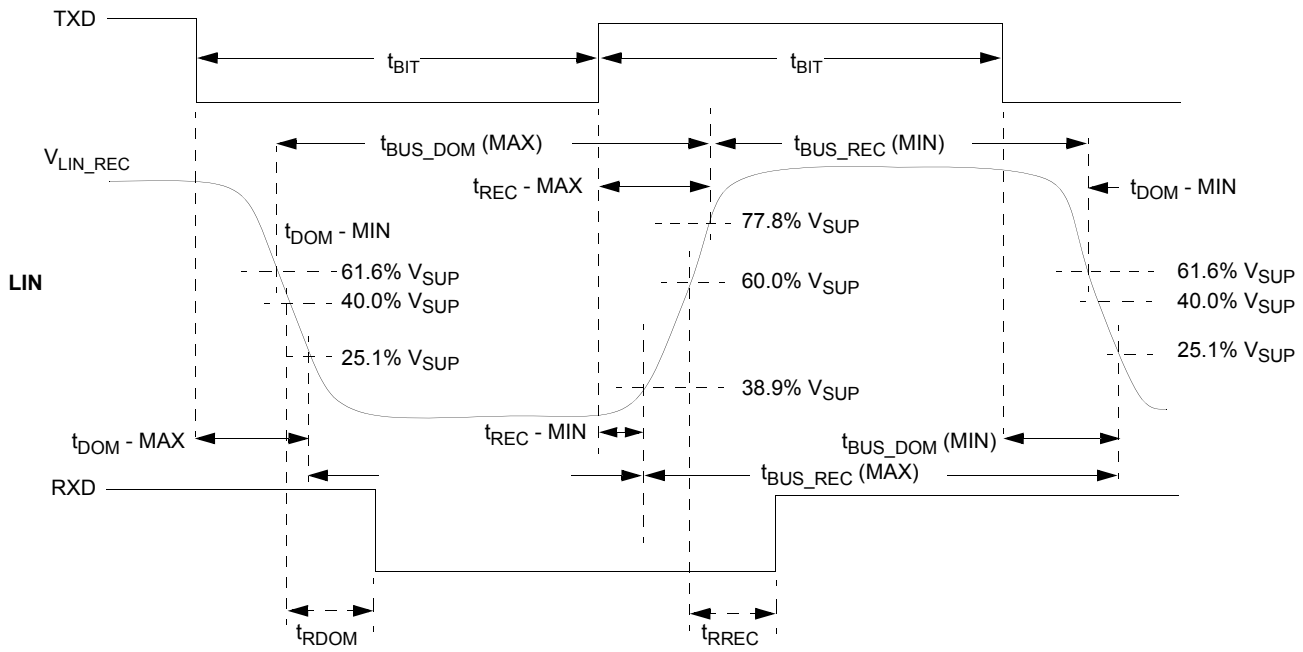 TXD
tBIT
tBIT
tBUS_DOM (MAX)
tBUS_REC (MIN)
VLIN_REC
tREC - MAX
tDOM - MIN
tDOM - MIN
77.8% VSUP
61.6% VSUP
60.0% VSUP
61.6% VSUP
LIN
40.0% VSUP
40.0% VSUP
25.1% VSUP
25.1% VSUP
38.9% VSUP
tDOM - MAX
tREC - MIN
tBUS_DOM (MIN)
tBUS_REC (MAX)
RXD
tRDOM
tRREC